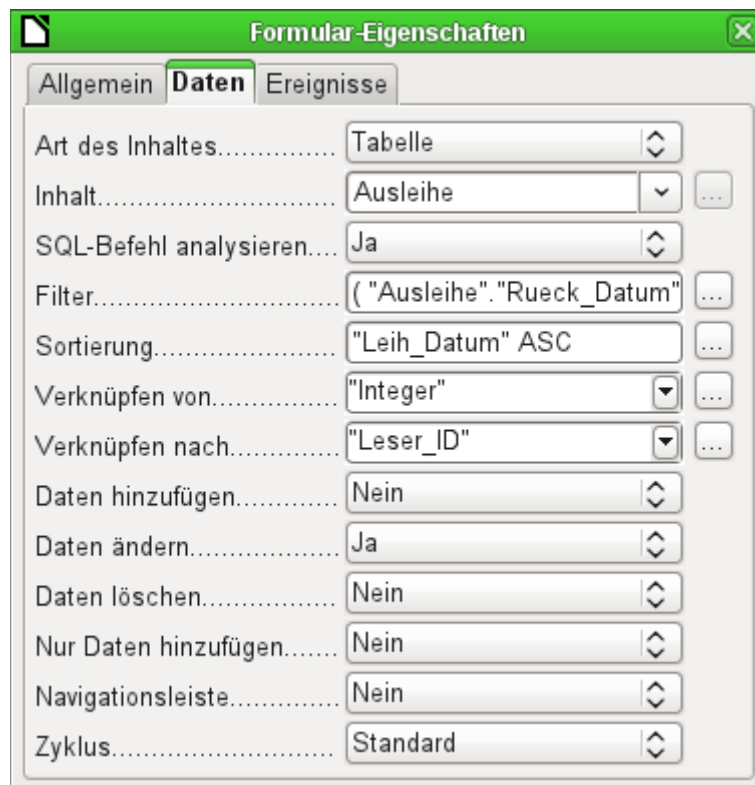 Formular-Eigenschaften
Allgemein Daten Ereignisse
Art des Inhaltes............... Tabelle
Inhalt........................... Ausleihe ...
SQL-Befehl analysieren.... Ja
Filter............................ ( "Ausleihe"."Rueck_Datum" ...
Sortierung..................... "Leih_Datum" ASC ...
Verknüpfen von............... "Integer" ...
Verknüpfen nach............. "Leser_ID" ...
Daten hinzufügen............ Nein
Daten ändern................. Ja
Daten löschen................ Nein
Nur Daten hinzufügen....... Nein
Navigationsleiste............. Nein
Zyklus.......................... Standard